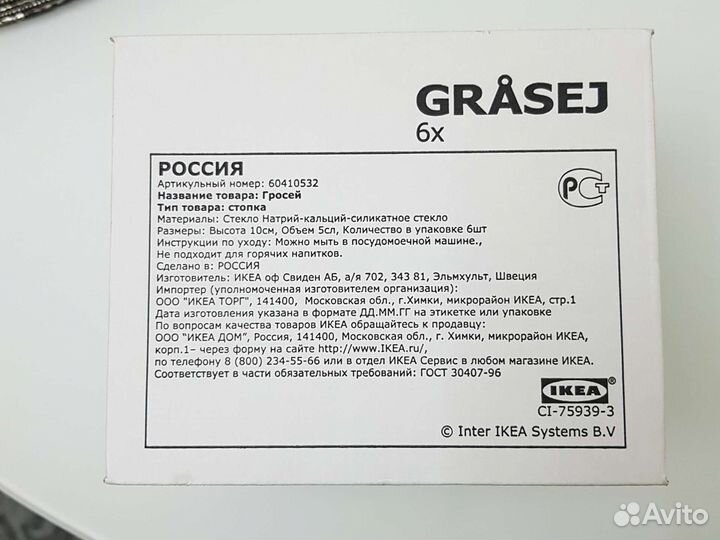 GRÅSEJ
6x
РОССИЯ
Артикульный номер: 60410532
Название товара: Гросей
Тип товара: стопка
Материалы: Стекло Натрий-кальций-силикатное стекло
Размеры: Высота 10см, Объем 5сл, Количество в упаковке 6шт
Инструкции по уходу: Можно мыть в посудомоечной машине.,
Не подходит для горячих напитков.
Сделано в: РОССИЯ
Изготовитель: ИКЕА оф Свиден АБ, а/я 702, 343 81, Эльмхульт, Швеция
Импортер (уполномоченная изготовителем организация):
ООО "ИКЕА ТОРГ", 141400, Московская обл., г.Химки, микрорайон ИКЕА, стр.1
Дата изготовления указана в формате ДД.ММ.ГГ на этикетке или упаковке
По вопросам качества товаров ИКЕА обращайтесь к продавцу:
ООО "ИКЕА ДОМ", Россия, 141400, Московская обл., г. Химки, микрорайон ИКЕА,
корп.1– через форму на сайте http://www.IKEA.ru/,
по телефону 8 (800) 234-55-66 или в отдел ИКЕА Сервис в любом магазине ИКЕА.
Соответствует в части обязательных требований: ГОСТ 30407-96
РСТ
IKEA®
CI-75939-3
© Inter IKEA Systems B.V
Avito